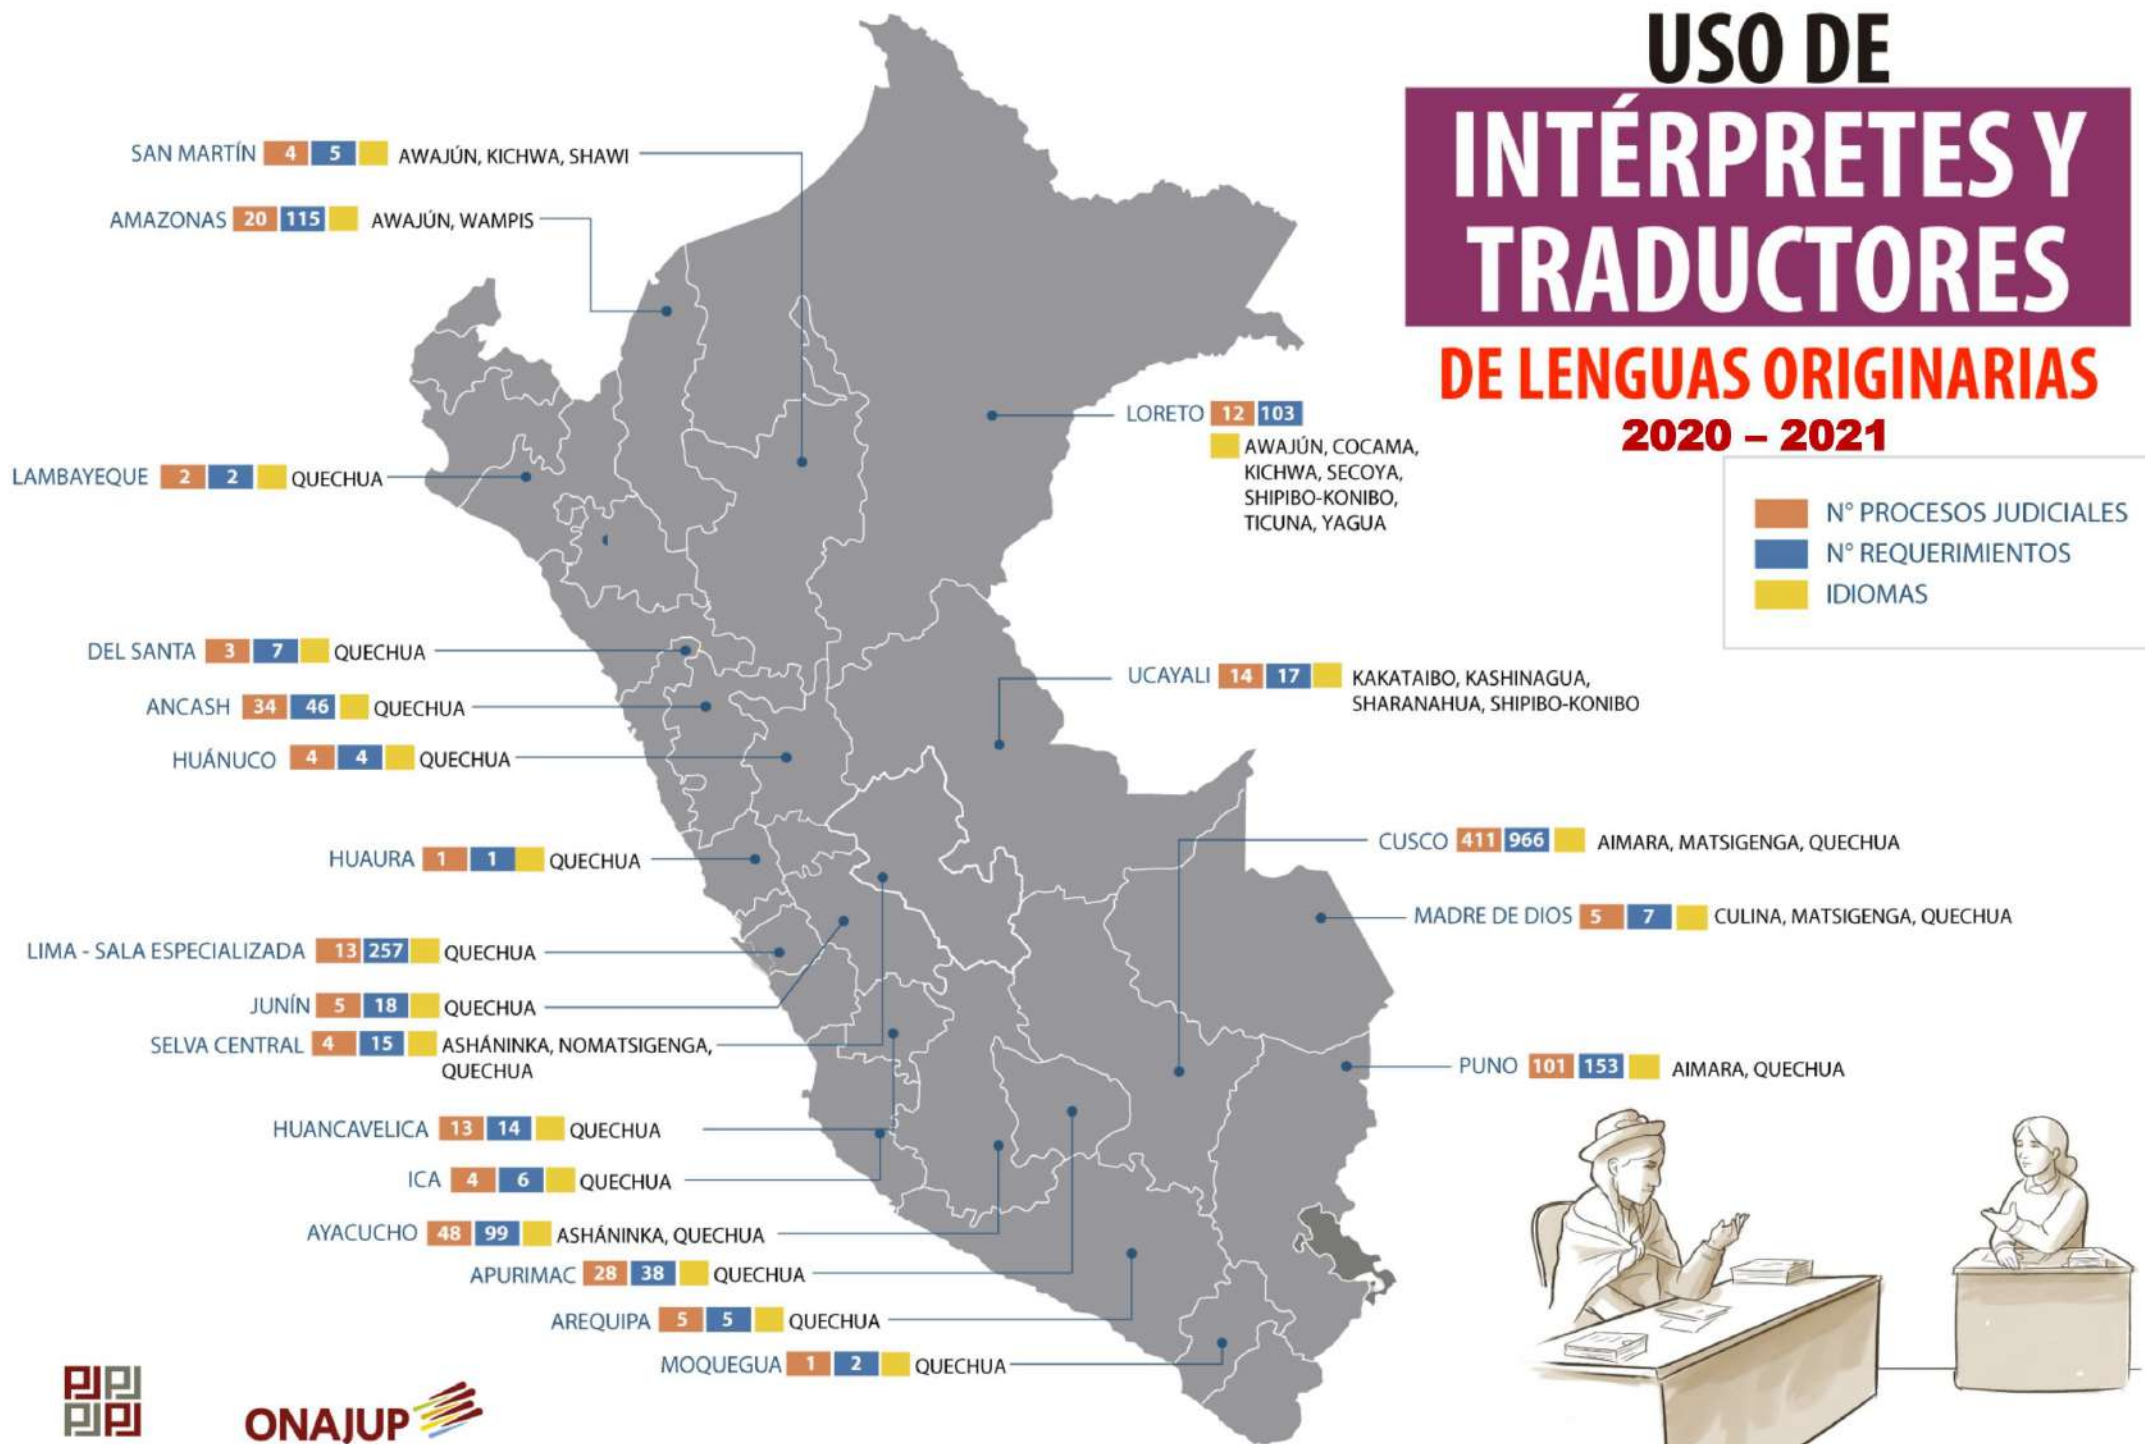 USO DE
INTÉRPRETES Y
TRADUCTORES
DE LENGUAS ORIGINARIAS
2020 – 2021
N° PROCESOS JUDICIALES
N° REQUERIMIENTOS
IDIOMAS
SAN MARTÍN 4 5 AWAJÚN, KICHWA, SHAWI
AMAZONAS 20 115 AWAJÚN, WAMPIS
LORETO 12 103
AWAJÚN, COCAMA,
KICHWA, SECOYA,
SHIPIBO-KONIBO,
TICUNA, YAGUA
LAMBAYEQUE 2 2 QUECHUA
DEL SANTA 3 7 QUECHUA
UCAYALI 14 17 KAKATAIBO, KASHINAGUA,
SHARANAHUA, SHIPIBO-KONIBO
ANCASH 34 46 QUECHUA
HUÁNUCO 4 4 QUECHUA
CUSCO 411 966 AIMARA, MATSIGENGA, QUECHUA
HUAURA 1 1 QUECHUA
MADRE DE DIOS 5 7 CULINA, MATSIGENGA, QUECHUA
LIMA - SALA ESPECIALIZADA 13 257 QUECHUA
JUNÍN 5 18 QUECHUA
SELVA CENTRAL 4 15 ASHÁNINKA, NOMATSIGENGA,
QUECHUA
PUNO 101 153 AIMARA, QUECHUA
HUANCAVELICA 13 14 QUECHUA
ICA 4 6 QUECHUA
AYACUCHO 48 99 ASHÁNINKA, QUECHUA
APURIMAC 28 38 QUECHUA
AREQUIPA 5 5 QUECHUA
MOQUEGUA 1 2 QUECHUA
PJ PJ
PJ PJ
ONAJUP